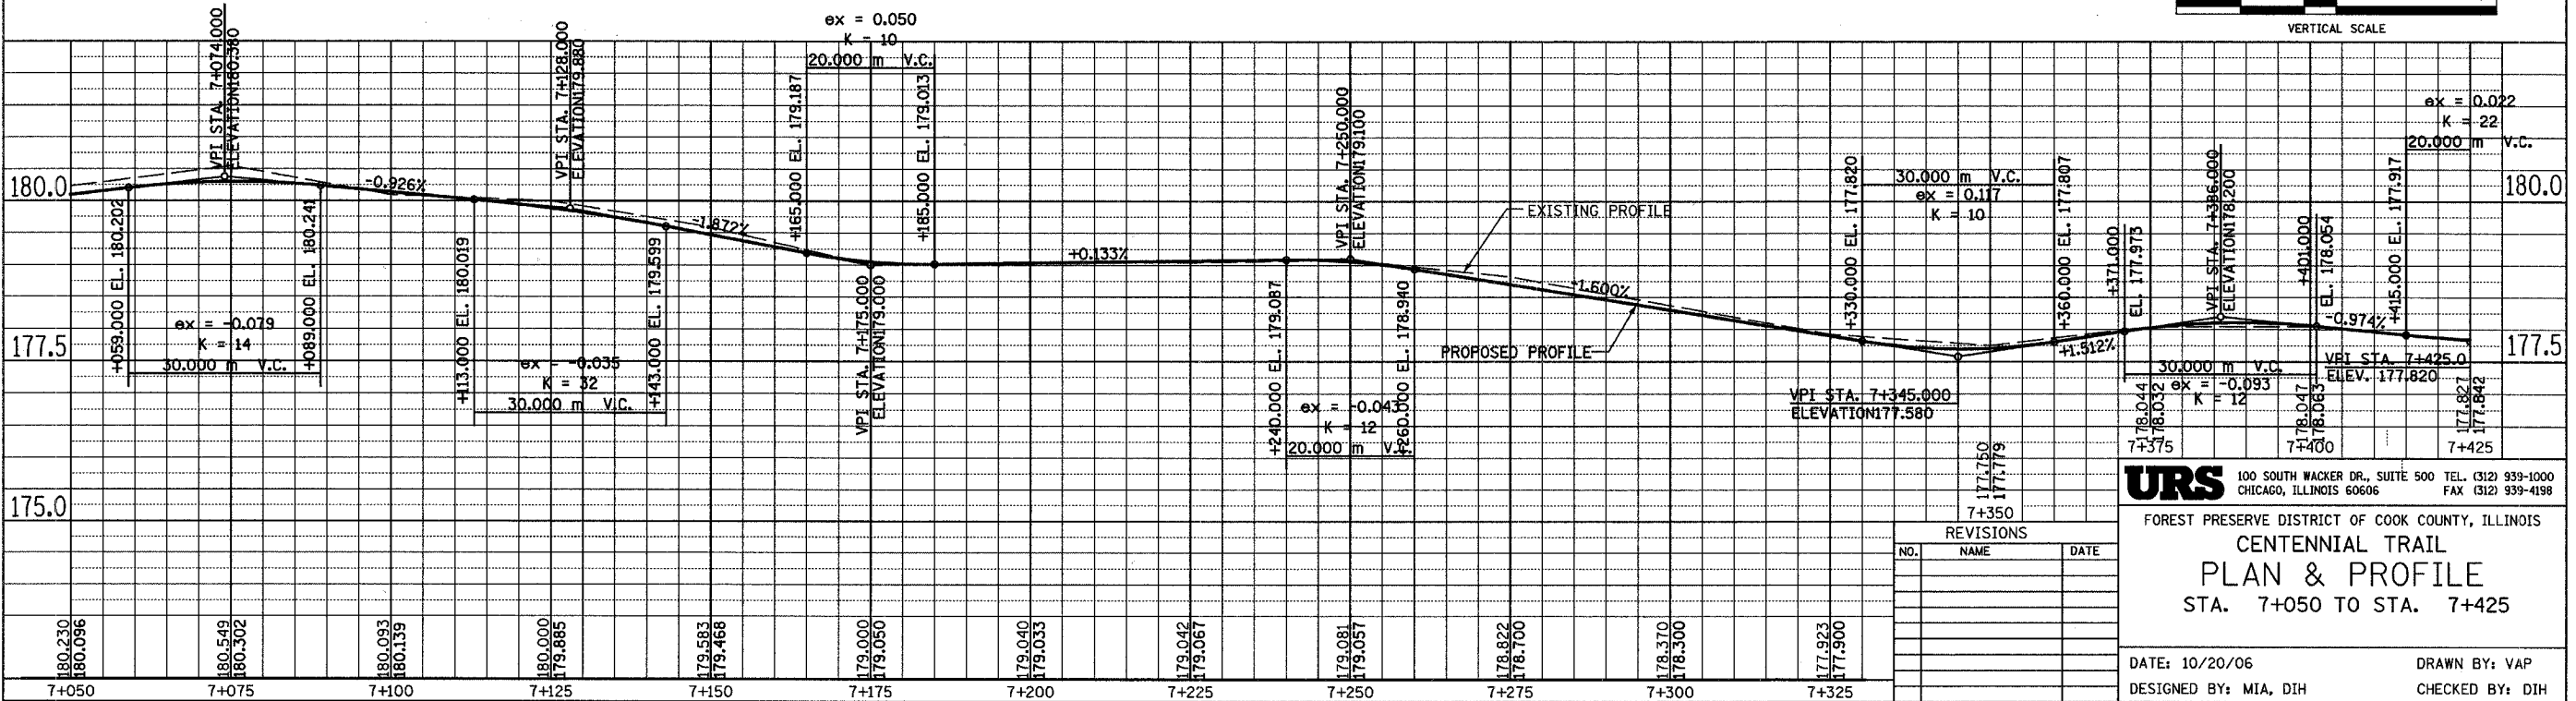 VERTICAL SCALE
ex = 0.050
K = 10
20.000 m V.C.
VPI STA. 7+074.000
ELEVATION180.380
VPI STA. 7+128.000
ELEVATION179.880
+165.000 EL. 179.187
+185.000 EL. 179.013
VPI STA. 7+250.000
ELEVATION179.100
ex = 0.022
K = 22
20.000 m V.C.
180.0
-0.926%
-1.872%
+0.133%
EXISTING PROFILE
-1.600%
PROPOSED PROFILE
+330.000 EL. 177.820
30.000 m V.C.
ex = 0.117
K = 10
+360.000 EL. 177.807
+1.512%
+371.000
EL. 177.973
VPI STA. 7+386.000
ELEVATION178.200
+401.000
EL. 178.054
+415.000 EL. 177.917
-0.974%
180.0
+059.000 EL. 180.202
ex = -0.079
K = 14
30.000 m V.C.
+089.000 EL. 180.241
+113.000 EL. 180.019
ex = -0.035
K = 32
30.000 m V.C.
+143.000 EL. 179.599
VPI STA. 7+175.000
ELEVATION179.000
+240.000 EL. 179.087
ex = -0.043
K = 12
20.000 m V.C.
+260.000 EL. 178.940
VPI STA. 7+345.000
ELEVATION177.580
30.000 m V.C.
ex = -0.093
K = 12
VPI STA. 7+425.0
ELEV. 177.820
177.5
177.5
175.0
178.044
178.032
7+375
178.047
178.063
7+400
177.827
177.842
7+425
177.750
177.779
7+350
180.230
180.096
180.549
180.302
180.093
180.139
180.000
179.885
179.583
179.468
179.000
179.050
179.040
179.033
179.042
179.067
179.081
179.057
178.822
178.700
178.370
178.300
177.923
177.900
7+050
7+075
7+100
7+125
7+150
7+175
7+200
7+225
7+250
7+275
7+300
7+325
REVISIONS
NO. NAME DATE
URS
100 SOUTH WACKER DR., SUITE 500 TEL. (312) 939-1000
CHICAGO, ILLINOIS 60606 FAX (312) 939-4198
FOREST PRESERVE DISTRICT OF COOK COUNTY, ILLINOIS
CENTENNIAL TRAIL
PLAN & PROFILE
STA. 7+050 TO STA. 7+425
DATE: 10/20/06 DRAWN BY: VAP
DESIGNED BY: MIA, DIH CHECKED BY: DIH